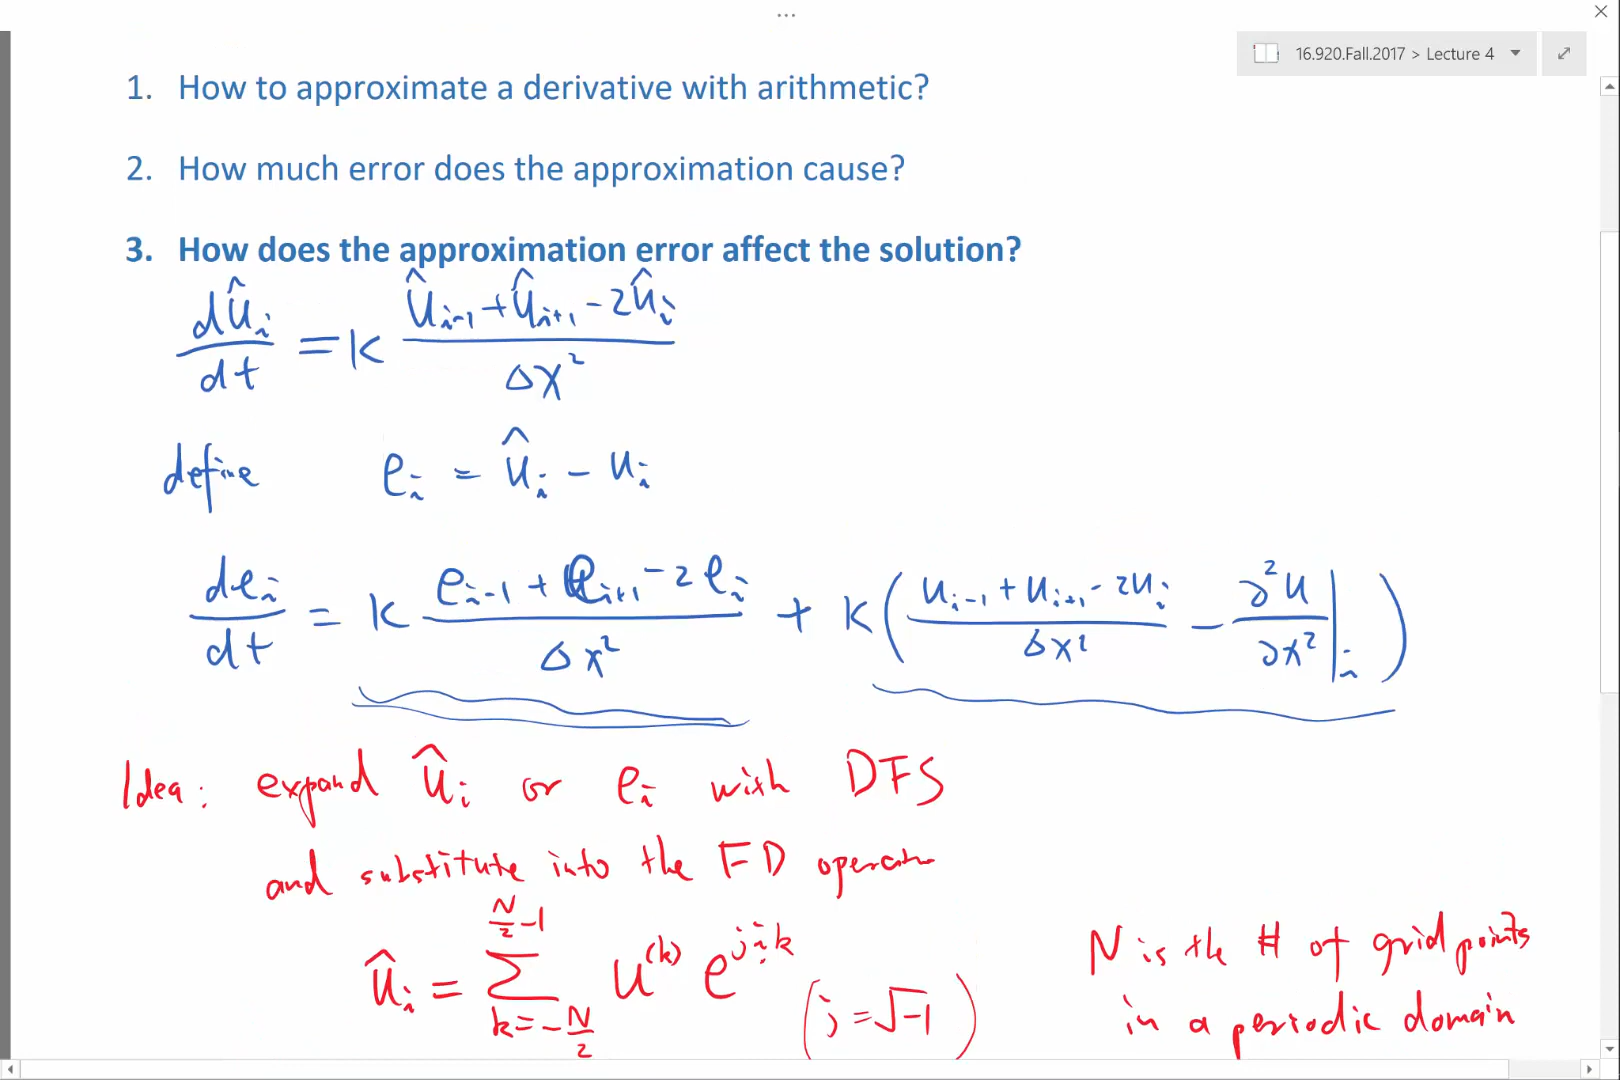 ...
16.920.Fall.2017 > Lecture 4
1. How to approximate a derivative with arithmetic?
2. How much error does the approximation cause?
3. How does the approximation error affect the solution?
dû_i/dt = κ (û_{i-1} + û_{i+1} - 2û_i)/Δx²
define e_i = û_i - u_i
de_i/dt = κ (e_{i-1} + e_{i+1} - 2e_i)/Δx² + κ((u_{i-1} + u_{i+1} - 2u_i)/Δx² - ∂²u/∂x²|_i)
Idea: expand û_i or e_i with DFS
and substitute into the FD operator
û_i = Σ_{k=-N/2}^{N/2-1} u^{(k)} e^{jik} (j = √-1)
N is the # of grid points
in a periodic domain